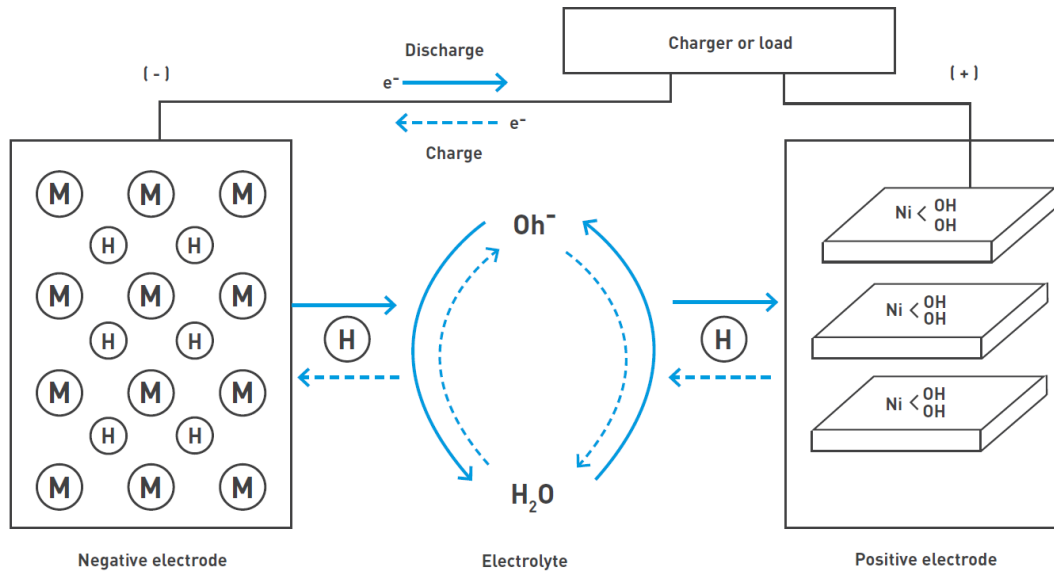 Discharge
Charger or load
( - )
( + )
e⁻
e⁻
Charge
M M M
H H
M M M
H H
M M M
H H
M M M
H
Oh⁻
H₂O
H
Ni < OH
OH
Ni < OH
OH
Ni < OH
OH
Negative electrode
Electrolyte
Positive electrode